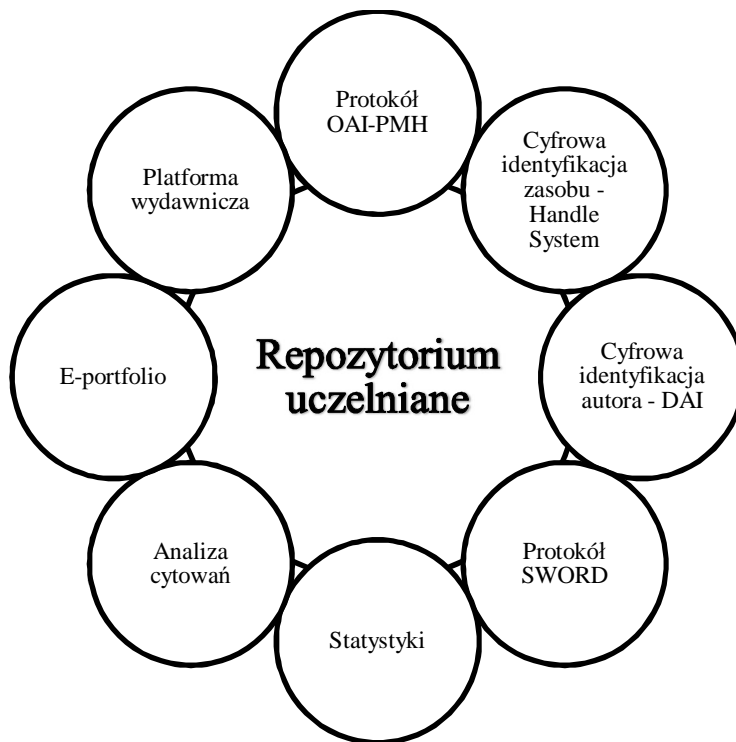 Protokół
OAI-PMH
Cyfrowa
identyfikacja
zasobu -
Handle
System
Cyfrowa
identyfikacja
autora - DAI
Protokół
SWORD
Statystyki
Analiza
cytowań
E-portfolio
Platforma
wydawnicza
Repozytorium
uczelniane